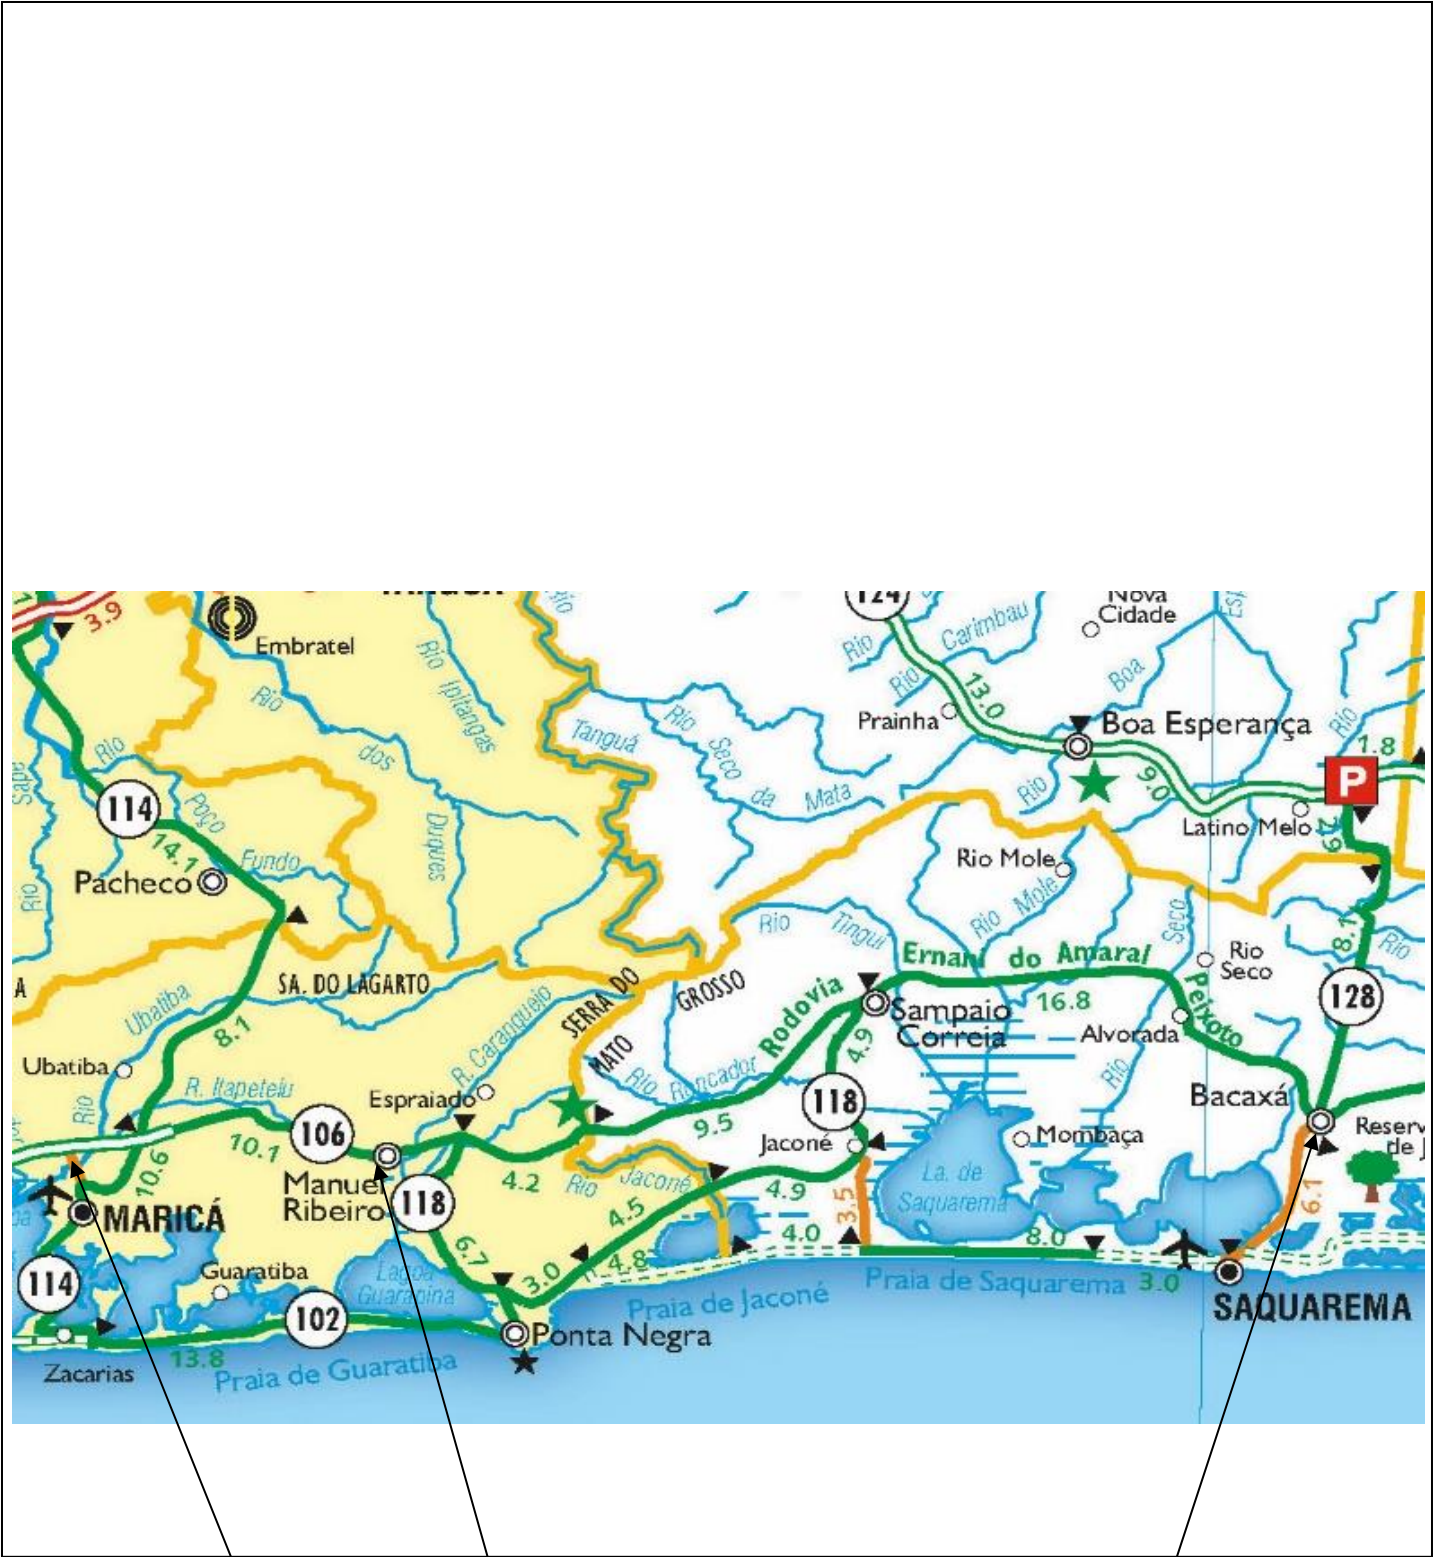 124
Nova
Cidade
3.9
Embratel
Rio
Rio
Carimbau
Rio
Ipitangas
Rio
Boa
Rio
13.0
Prainha
Boa Esperança
Rio
1.8
Tanguá
Rio
Seco
da
Mata
dos
Rio
Sape
Rio
9.0
P
114
Poço
Duques
Latino Melo
2.6
14.1
Fundo
Pacheco
Rio Mole
Rio
Mole
Rio
Rio
Tingui
Seco
8.1
Rio
Ernani do Amaral
Peixoto
Rio
Seco
A
SA. DO LAGARTO
SERRA DO
MATO
GROSSO
Rodovia
Sampaio
Correia
16.8
128
Ubatiba
8.1
R. Caranguejo
4.9
Alvorada
Ubatiba
Rio
R. Itapeteiu
Espraiado
Rio
Roncador
118
Rio
Bacaxá
10.1
106
9.5
Jaconé
Mombaça
Reserv
de J
10.6
Manuel
Ribeiro
118
4.2
Rio
Jaconé
4.9
La. de
Saquarema
3.5
6.1
MARICÁ
4.5
4.0
8.0
6.7
3.0
4.8
114
Guaratiba
Lagoa
Guarapina
Praia de Jaconé
Praia de Saquarema
3.0
SAQUAREMA
102
Ponta Negra
13.8
Zacarias
Praia de Guaratiba